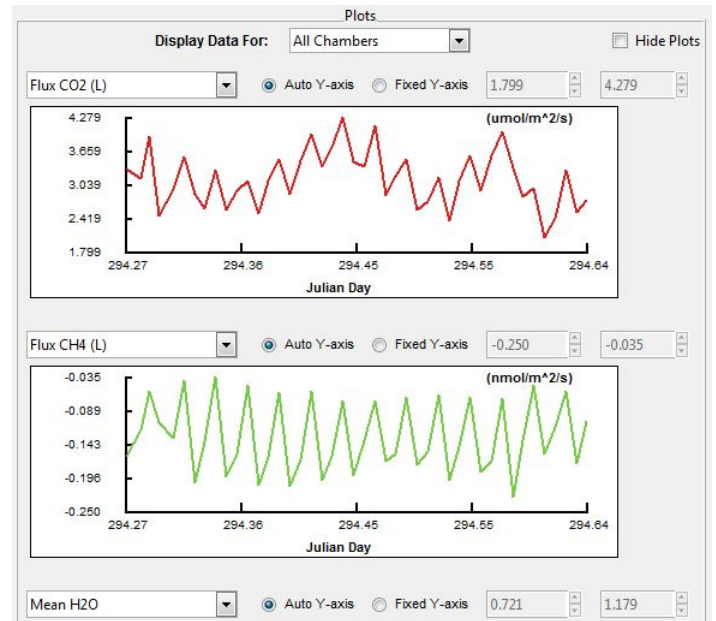 Plots
Display Data For: All Chambers Hide Plots
Flux CO2 (L) Auto Y-axis Fixed Y-axis 1.799 4.279
(umol/m^2/s)
4.279
3.659
3.039
2.419
1.799
294.27 294.36 294.45 294.55 294.64
Julian Day
Flux CH4 (L) Auto Y-axis Fixed Y-axis -0.250 -0.035
(nmol/m^2/s)
-0.035
-0.089
-0.143
-0.196
-0.250
294.27 294.36 294.45 294.55 294.64
Julian Day
Mean H2O Auto Y-axis Fixed Y-axis 0.721 1.179